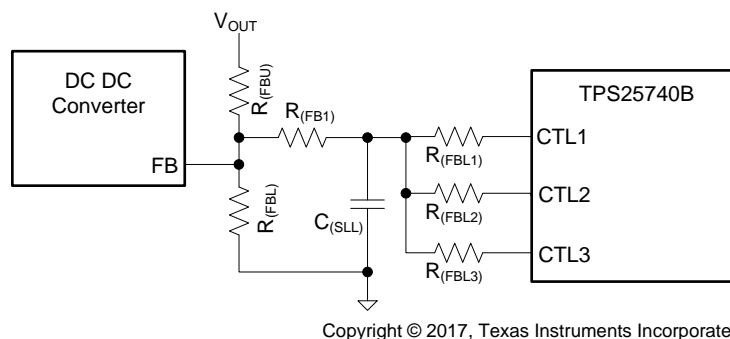 VOUT
DC DC
Converter
FB
R(FBU)
R(FB1)
R(FBL)
C(SLL)
R(FBL1)
R(FBL2)
R(FBL3)
TPS25740B
CTL1
CTL2
CTL3
Copyright © 2017, Texas Instruments Incorporate